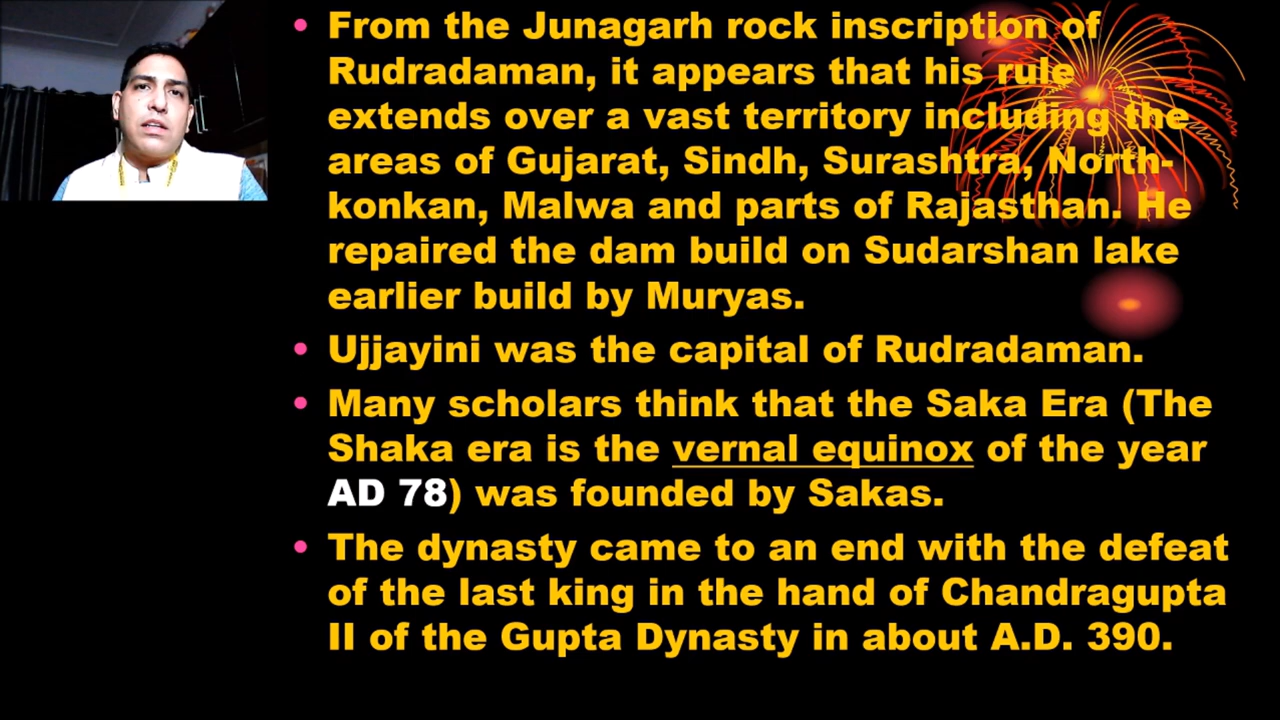 • From the Junagarh rock inscription of
Rudradaman, it appears that his rule
extends over a vast territory including the
areas of Gujarat, Sindh, Surashtra, North-
konkan, Malwa and parts of Rajasthan. He
repaired the dam build on Sudarshan lake
earlier build by Muryas.
• Ujjayini was the capital of Rudradaman.
• Many scholars think that the Saka Era (The
Shaka era is the vernal equinox of the year
AD 78) was founded by Sakas.
• The dynasty came to an end with the defeat
of the last king in the hand of Chandragupta
II of the Gupta Dynasty in about A.D. 390.